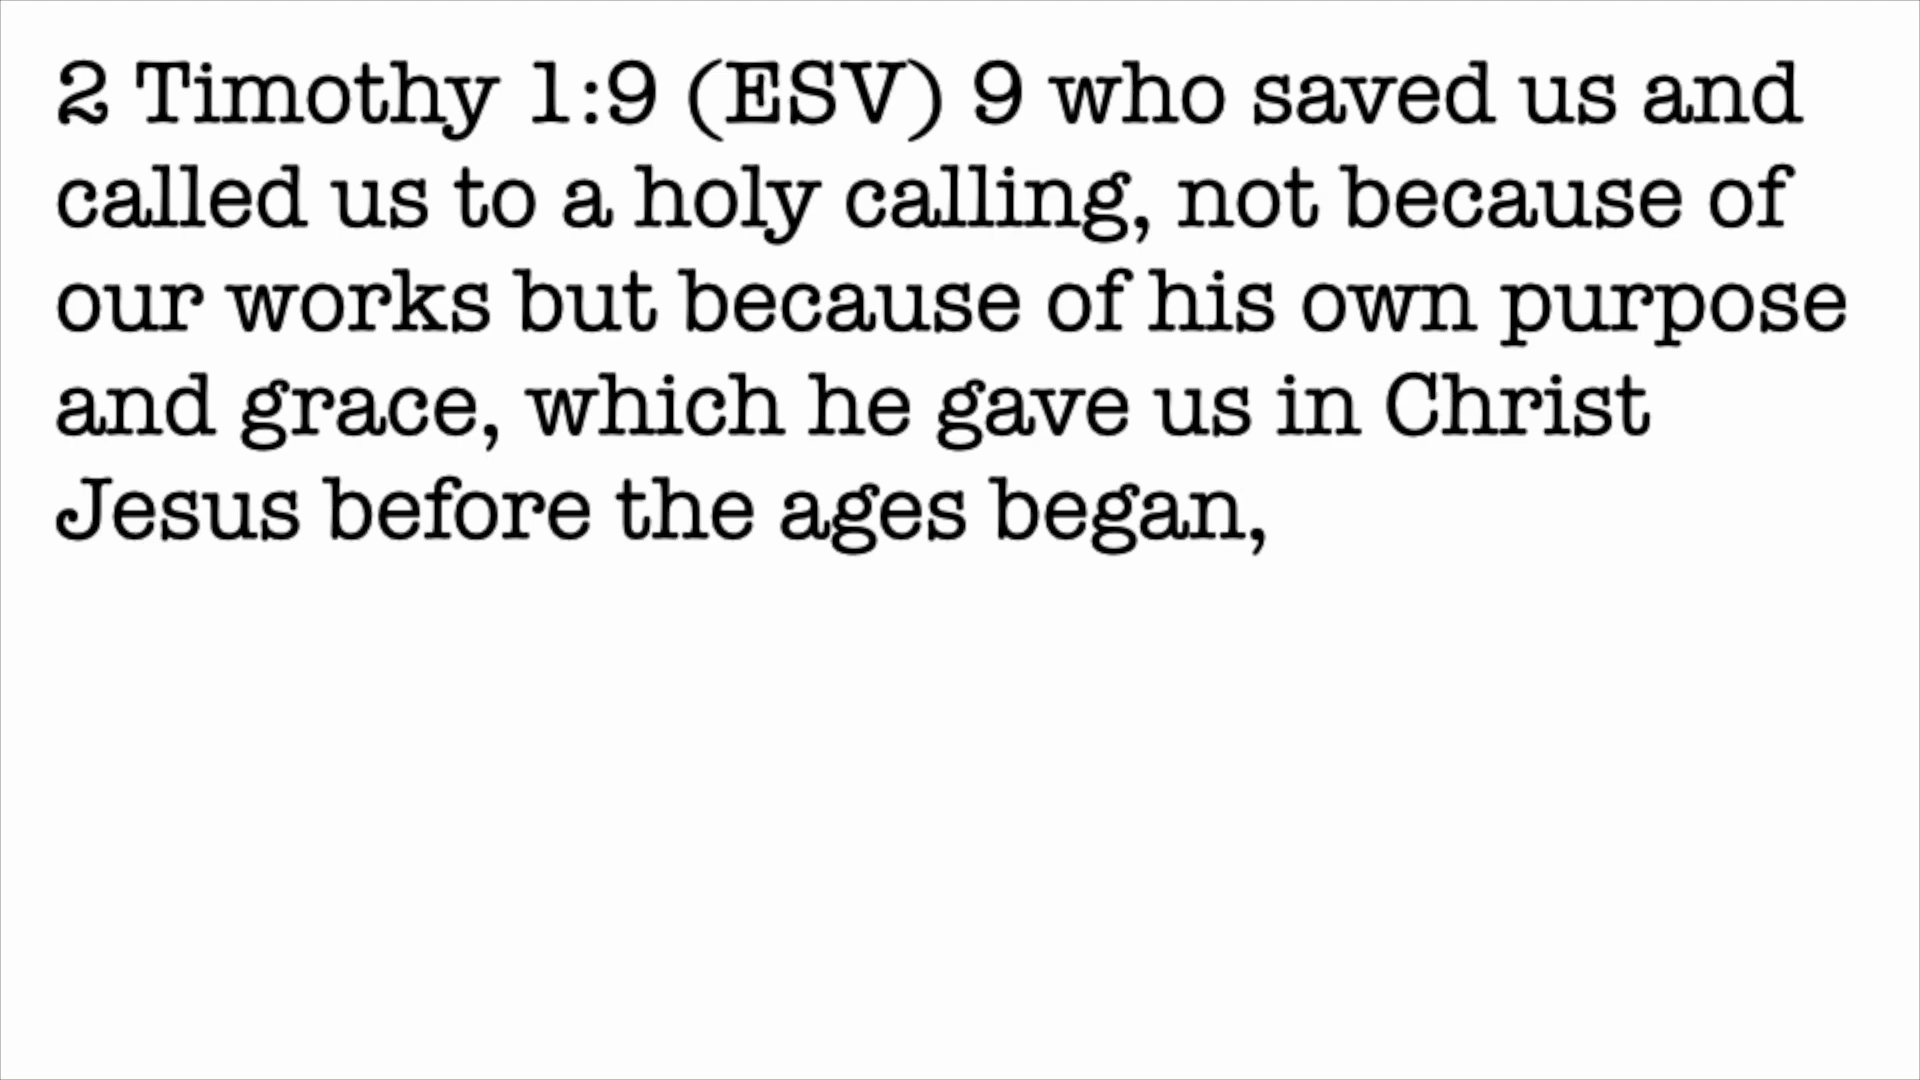 2 Timothy 1:9 (ESV) 9 who saved us and
called us to a holy calling, not because of
our works but because of his own purpose
and grace, which he gave us in Christ
Jesus before the ages began,